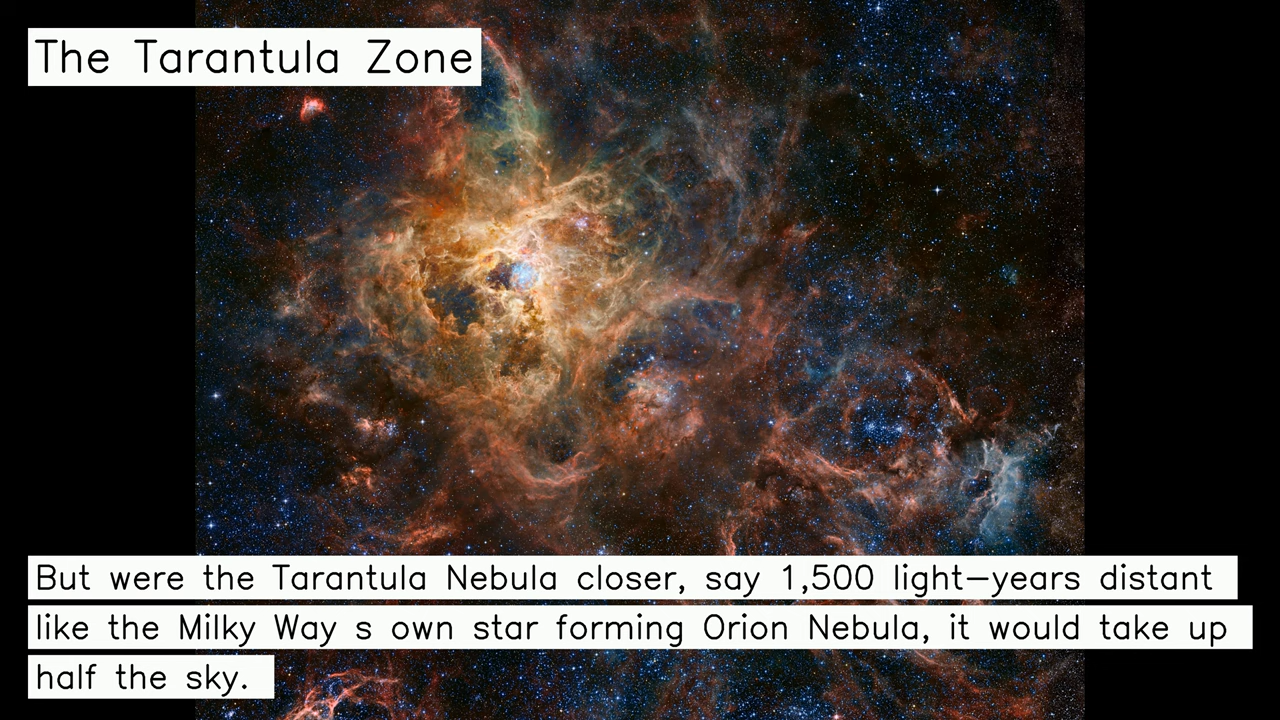 The Tarantula Zone
But were the Tarantula Nebula closer, say 1,500 light-years distant
like the Milky Way s own star forming Orion Nebula, it would take up
half the sky.